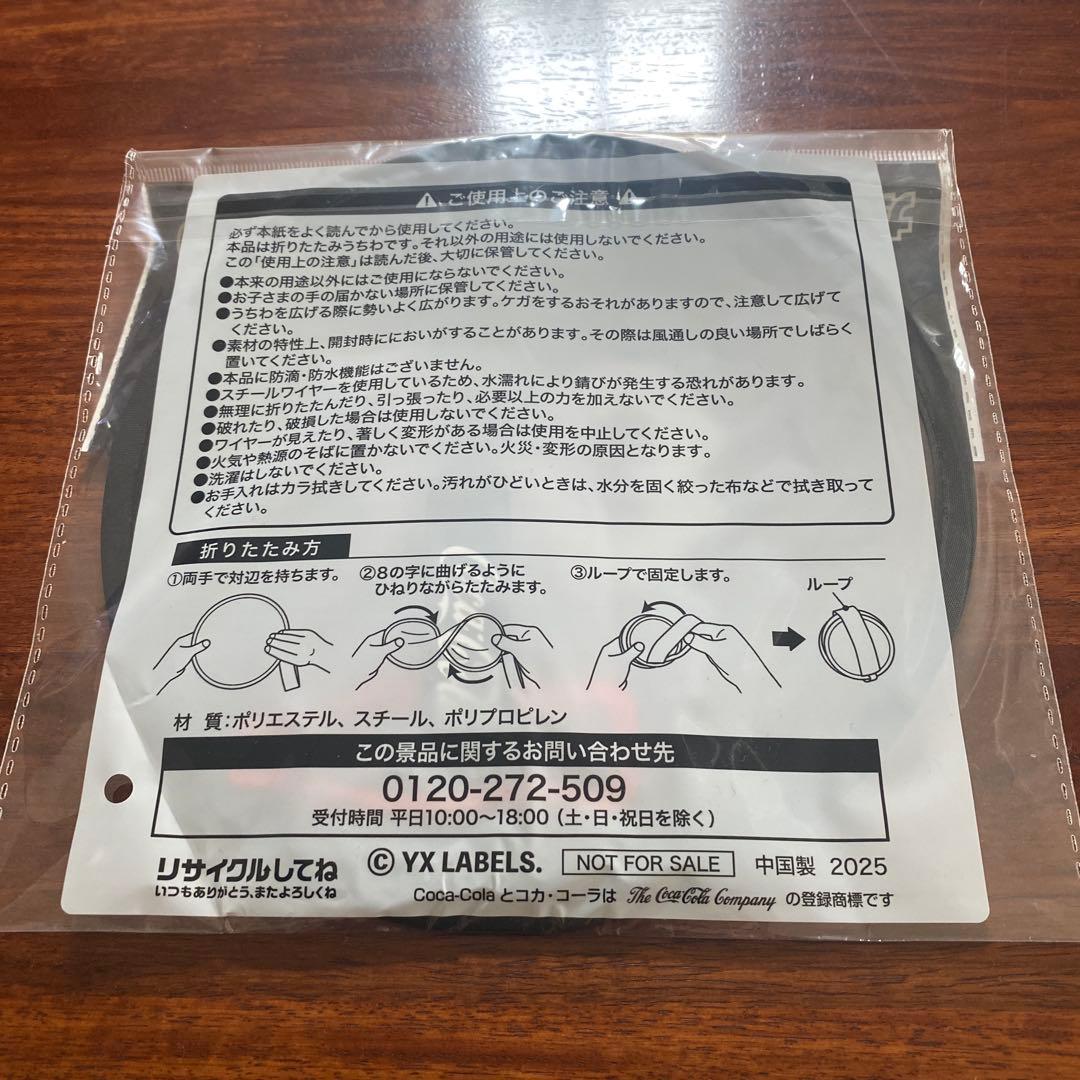 ⚠ ご使用上のご注意 ⚠
必ず本紙をよく読んでから使用してください。
本品は折りたたみうちわです。それ以外の用途には使用しないでください。
この「使用上の注意」は読んだ後、大切に保管してください。
●本来の用途以外にはご使用にならないでください。
●お子さまの手の届かない場所に保管してください。
●うちわを広げる際に勢いよく広がります。ケガをするおそれがありますので、注意して広げて
ください。
●素材の特性上、開封時ににおいがすることがあります。その際は風通しの良い場所でしばらく
置いてください。
●本品に防滴・防水機能はございません。
●スチールワイヤーを使用しているため、水濡れにより錆びが発生する恐れがあります。
●無理に折りたたんだり、引っ張ったり、必要以上の力を加えないでください。
●破れたり、破損した場合は使用しないでください。
●ワイヤーが見えたり、著しく変形がある場合は使用を中止してください。
●火気や熱源のそばに置かないでください。火災・変形の原因となります。
●洗濯はしないでください。
●お手入れはカラ拭きしてください。汚れがひどいときは、水分を固く絞った布などで拭き取って
ください。
折りたたみ方
①両手で対辺を持ちます。
②8の字に曲げるように
ひねりながらたたみます。
③ループで固定します。
ループ
材 質:ポリエステル、スチール、ポリプロピレン
この景品に関するお問い合わせ先
0120-272-509
受付時間 平日10:00～18:00（土・日・祝日を除く）
リサイクルしてね
いつもありがとう、またよろしくね
© YX LABELS.
NOT FOR SALE
中国製 2025
Coca-Cola とコカ・コーラは The Coca-Cola Company の登録商標です